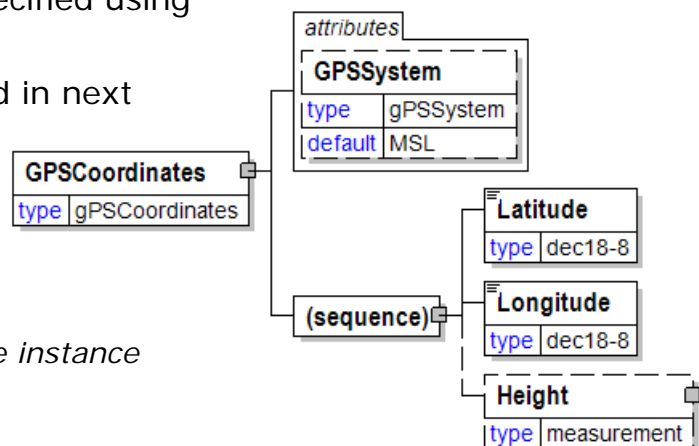 ecified using
d in next
e instance
attributes
GPSSystem
type gPSSystem
default MSL
GPSCoordinates
type gPSCoordinates
(sequence)
Latitude
type dec18-8
Longitude
type dec18-8
Height
type measurement